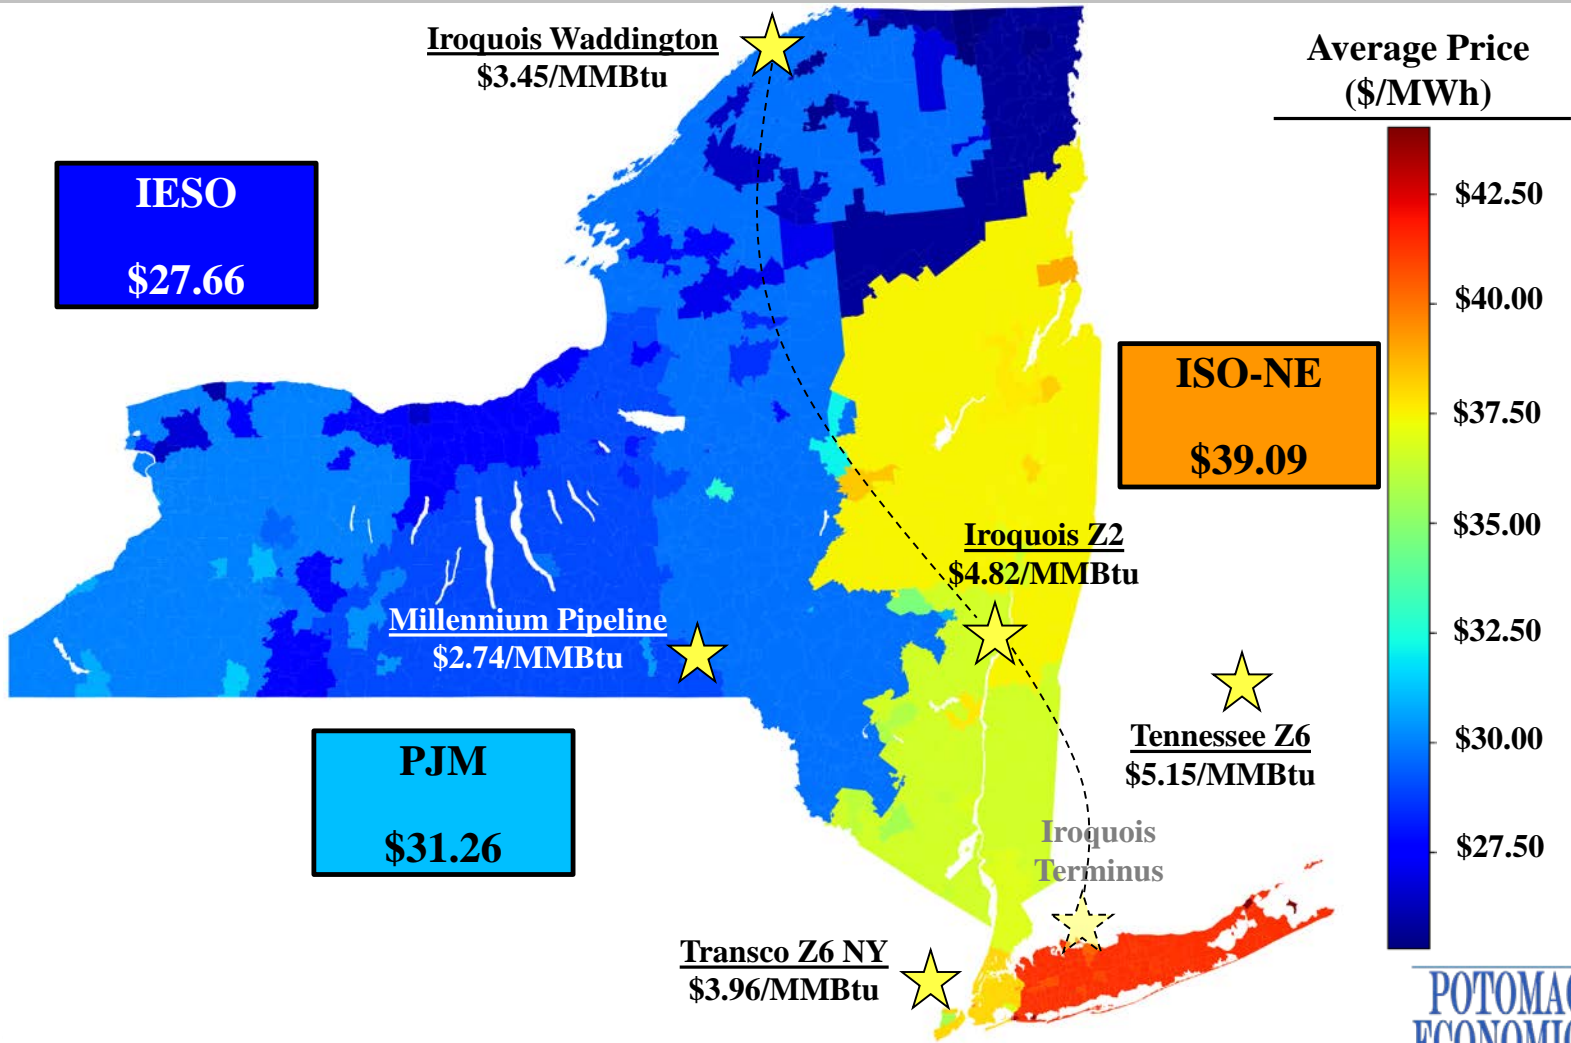 Iroquois Waddington
$3.45/MMBtu
Average Price
($/MWh)
IESO
$27.66
$42.50
$40.00
ISO-NE
$39.09
$37.50
$35.00
Iroquois Z2
$4.82/MMBtu
Millennium Pipeline
$2.74/MMBtu
$32.50
PJM
$31.26
Tennessee Z6
$5.15/MMBtu
$30.00
Iroquois
Terminus
$27.50
Transco Z6 NY
$3.96/MMBtu
POTOMAC
ECONOMIC